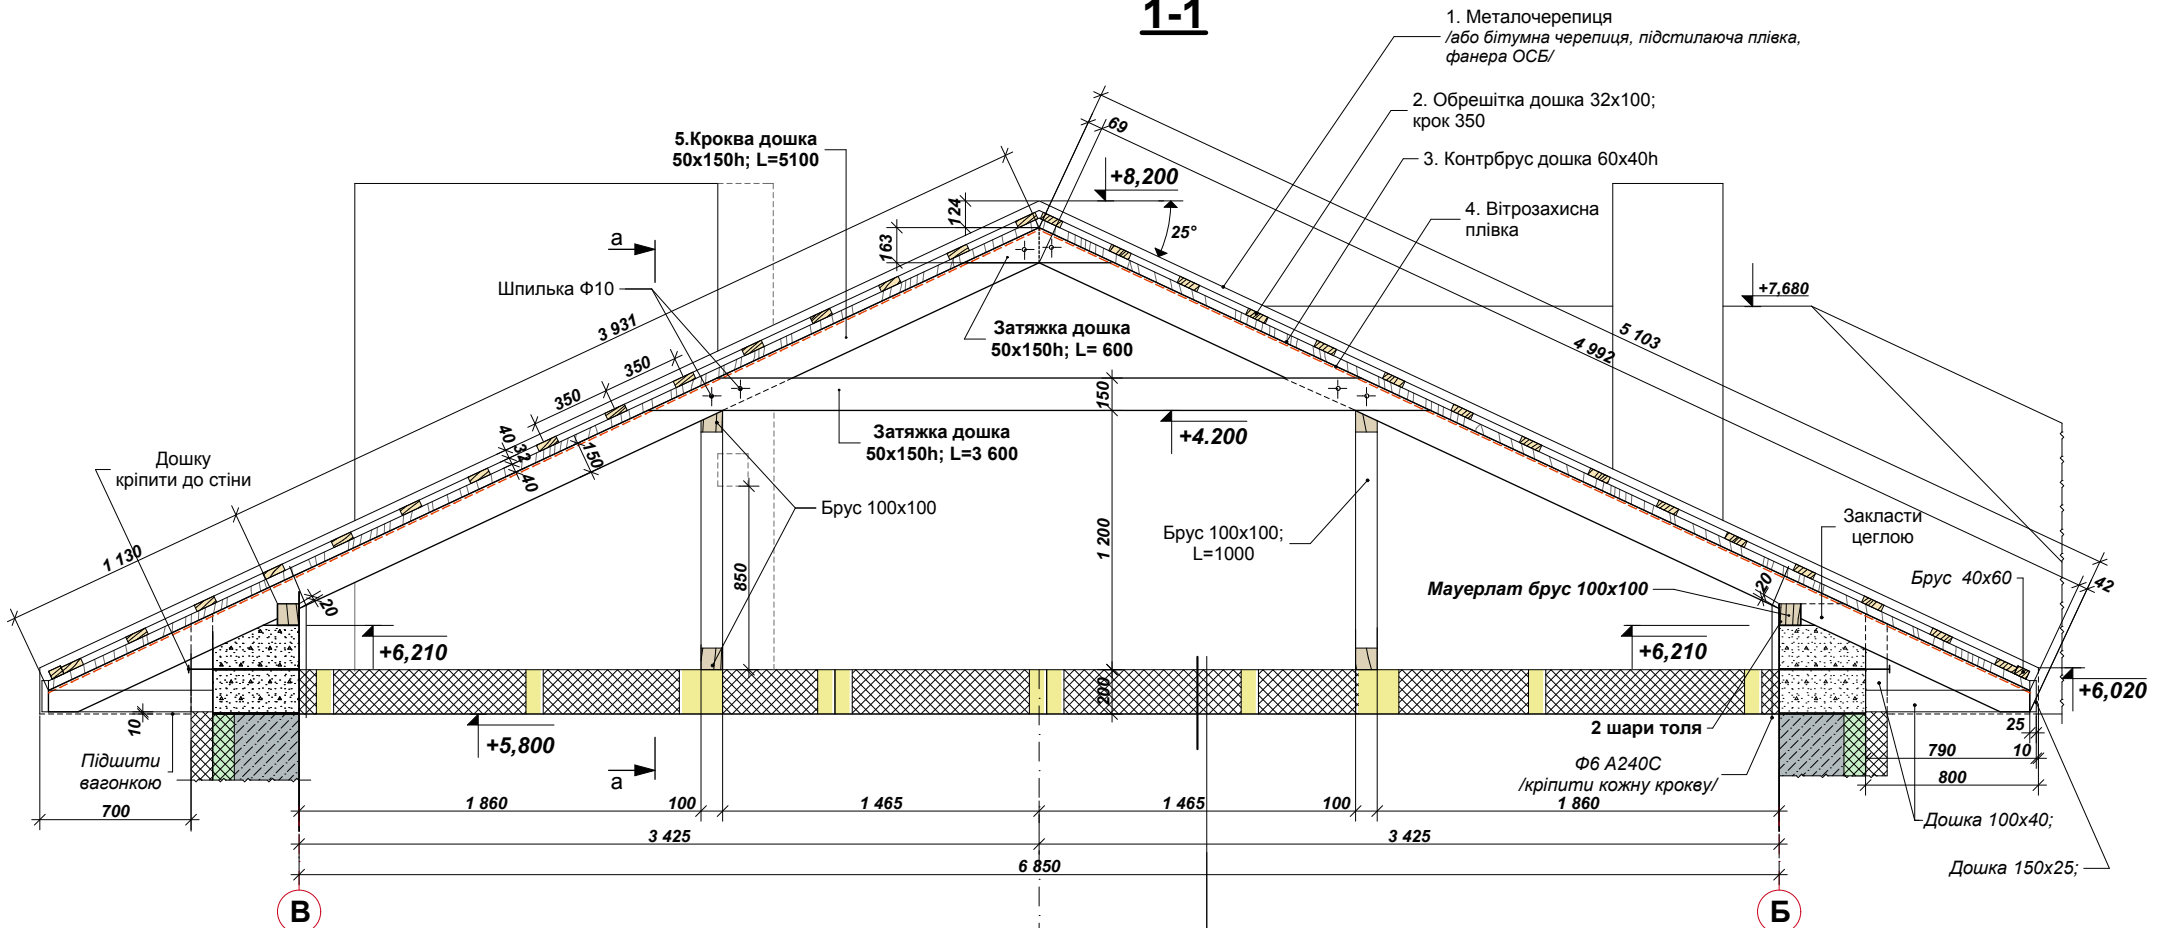 1-1
1. Металочерепиця
/або бітумна черепиця, підстилаюча плівка,
фанера ОСБ/
2. Обрешітка дошка 32х100;
крок 350
3. Контрбрус дошка 60х40h
4. Вітрозахисна
плівка
5.Кроква дошка
50х150h; L=5100
69
+8,200
124
163
25°
a
Шпилька Ф10
3 931
Затяжка дошка
50х150h; L= 600
+7,680
5 103
4 992
350
350
150
+4.200
Затяжка дошка
50х150h; L=3 600
40
32
40
150
Дошку
кріпити до стіни
Брус 100х100
Брус 100х100;
L=1000
1 200
850
Закласти
цеглою
1 130
Мауерлат брус 100х100
Брус 40х60
42
20
20
+6,210
+6,210
+6,020
200
10
+5,800
2 шари толя
25
790
10
800
Підшити
вагонкою
a
Ф6 А240С
/кріпити кожну крокву/
700
1 860
100
1 465
1 465
100
1 860
Дошка 100х40;
3 425
3 425
6 850
Дошка 150х25;
В
Б